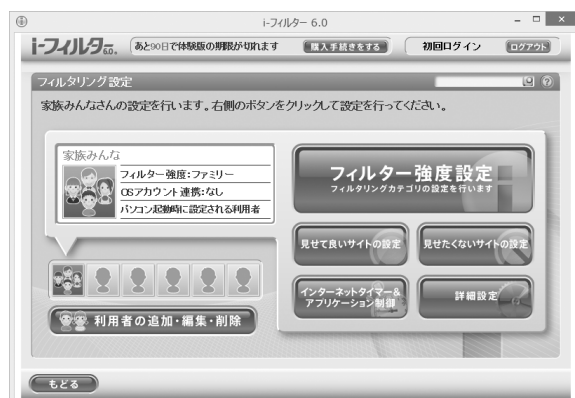 i-フィルター 6.0
i-フィルター6.0.
あと90日で体験版の期限が切れます
購入手続きをする
初回ログイン
ログアウト
フィルタリング設定
家族みんなさんの設定を行います。右側のボタンをクリックして設定を行ってください。
家族みんな
フィルター強度:ファミリー
OSアカウント連携:なし
パソコン起動時に設定される利用者
フィルター強度設定
フィルタリングカテゴリの設定を行います
見せて良いサイトの設定
見せたくないサイトの設定
インターネットタイマー&
アプリケーション制御
詳細設定
利用者の追加・編集・削除
もどる